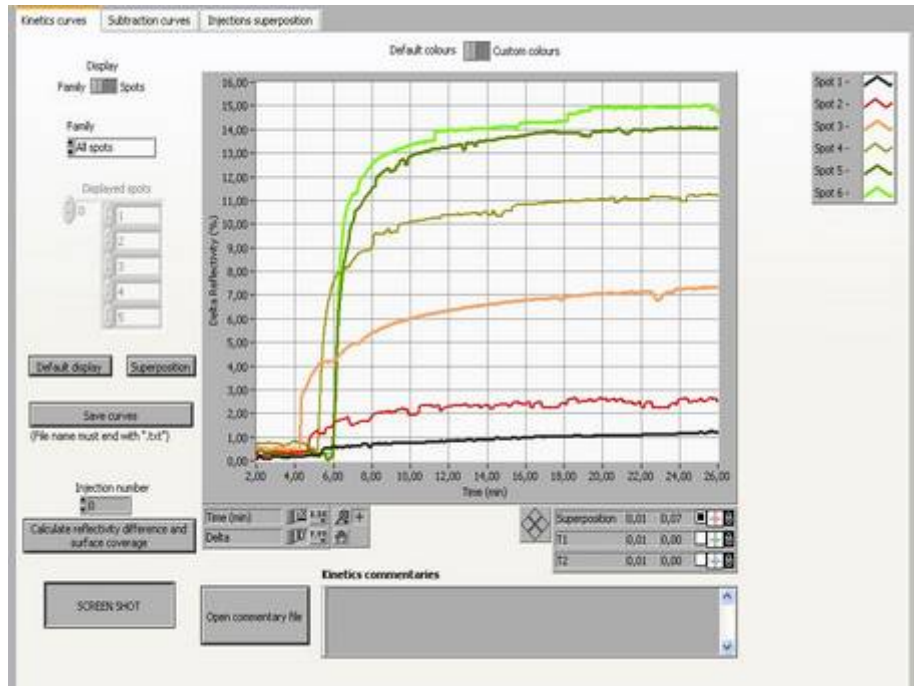 Kinetics curves
Subtraction curves
Injections superposition
Default colours
Custom colours
Display
Family
Spots
Family
All spots
Displayed spots
0
1
2
3
4
5
Default display
Superposition
Save curves
(File name must end with ".txt")
Injection number
0
Calculate reflectivity difference and
surface coverage
SCREEN SHOT
Open commentary file
Delta Reflectivity (%)
16,00
15,00
14,00
13,00
12,00
11,00
10,00
9,00
8,00
7,00
6,00
5,00
4,00
3,00
2,00
1,00
0,00
2,00 4,00 6,00 8,00 10,00 12,00 14,00 16,00 18,00 20,00 22,00 24,00 26,00
Time (min)
Spot 1 -
Spot 2 -
Spot 3 -
Spot 4 -
Spot 5 -
Spot 6 -
Time (min)
Delta
Superposition 0,01 0,07
T1 0,01 0,00
T2 0,01 0,00
Kinetics commentaries